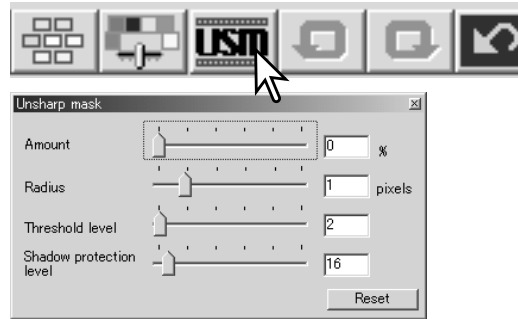 USM
Unsharp mask
Amount 0 %
Radius 1 pixels
Threshold level 2
Shadow protection
level 16
Reset